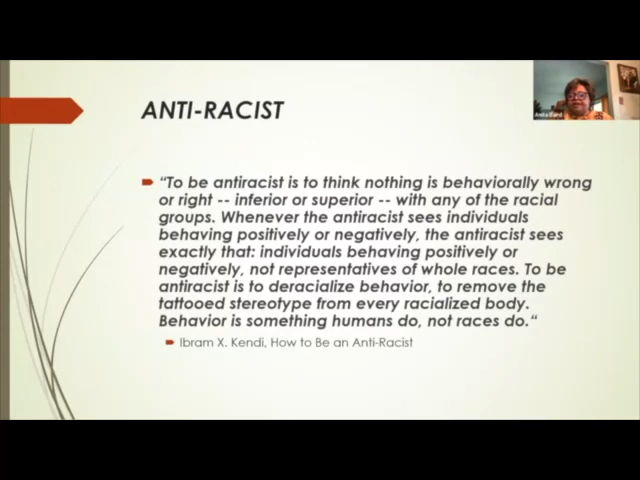 ANTI-RACIST
“To be antiracist is to think nothing is behaviorally wrong
or right -- inferior or superior -- with any of the racial
groups. Whenever the antiracist sees individuals
behaving positively or negatively, the antiracist sees
exactly that: individuals behaving positively or
negatively, not representatives of whole races. To be
antiracist is to deracialize behavior, to remove the
tattooed stereotype from every racialized body.
Behavior is something humans do, not races do.“
Ibram X. Kendi, How to Be an Anti-Racist
Anita